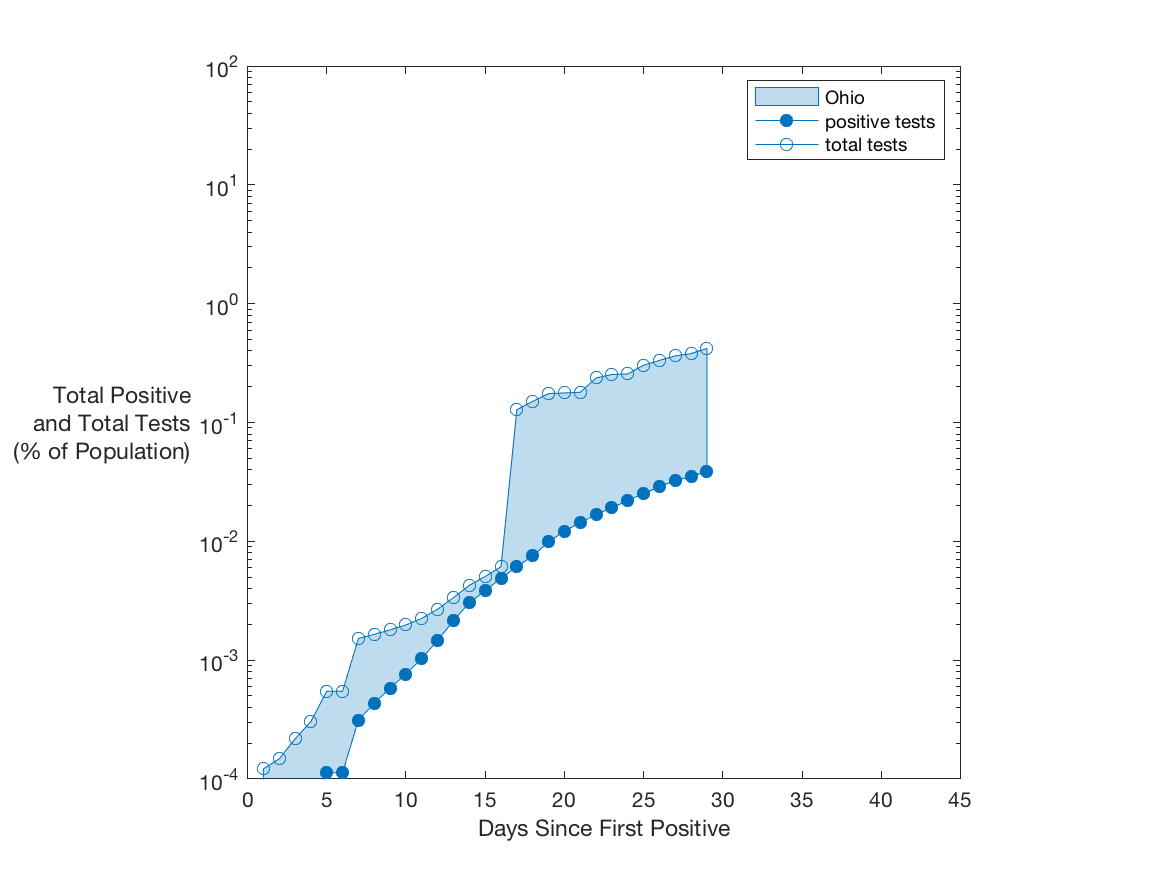 10^2
10^1
10^0
10^-1
10^-2
10^-3
10^-4
Total Positive
and Total Tests
(% of Population)
Ohio
positive tests
total tests
0 5 10 15 20 25 30 35 40 45
Days Since First Positive